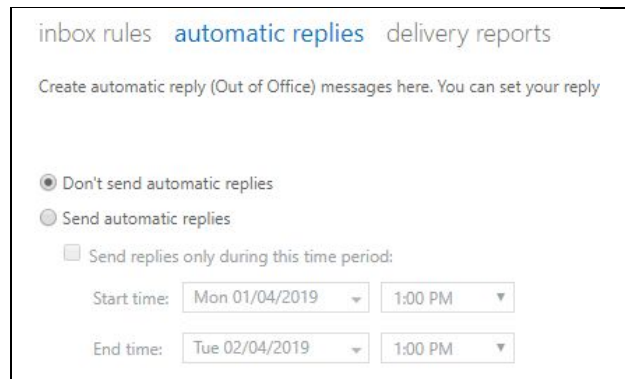 inbox rules automatic replies delivery reports
Create automatic reply (Out of Office) messages here. You can set your reply
Don't send automatic replies
Send automatic replies
Send replies only during this time period:
Start time: Mon 01/04/2019 1:00 PM
End time: Tue 02/04/2019 1:00 PM